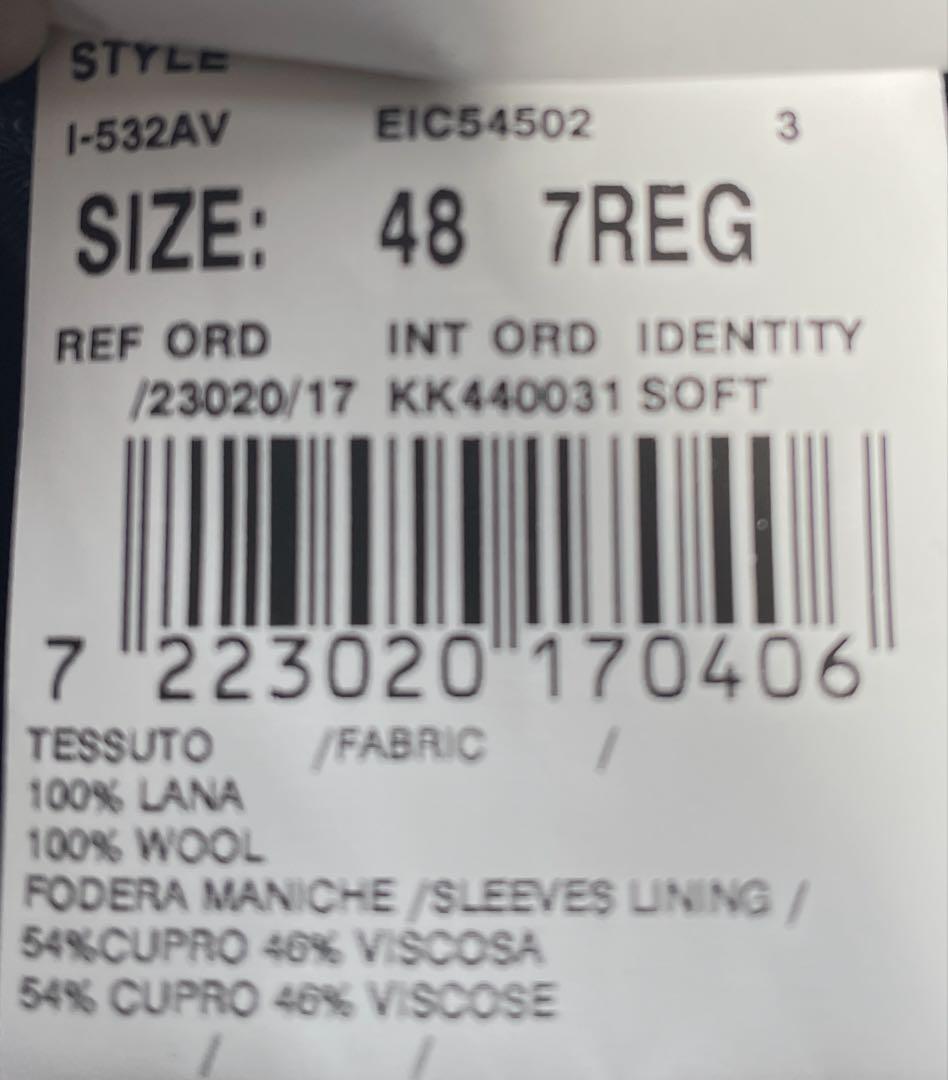 STYLE
I-532AV EIC54502 3
SIZE: 48 7REG
REF ORD INT ORD IDENTITY
/23020/17 KK440031 SOFT
7 223020 170406
TESSUTO /FABRIC /
100% LANA
100% WOOL
FODERA MANICHE /SLEEVES LINING /
54%CUPRO 46% VISCOSA
54% CUPRO 46% VISCOSE
/ /